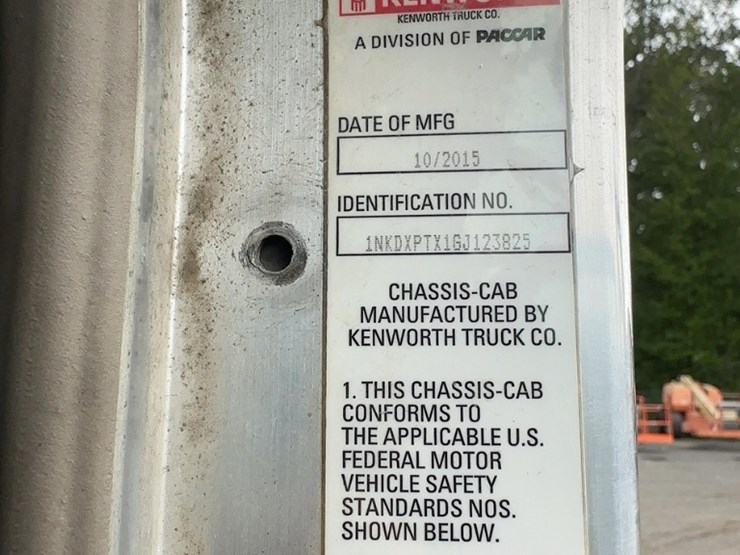 KENWORTH TRUCK CO.
A DIVISION OF PACCAR
DATE OF MFG
10/2015
IDENTIFICATION NO.
1NKDXPTX1GJ123825
CHASSIS-CAB
MANUFACTURED BY
KENWORTH TRUCK CO.
1. THIS CHASSIS-CAB
CONFORMS TO
THE APPLICABLE U.S.
FEDERAL MOTOR
VEHICLE SAFETY
STANDARDS NOS.
SHOWN BELOW.